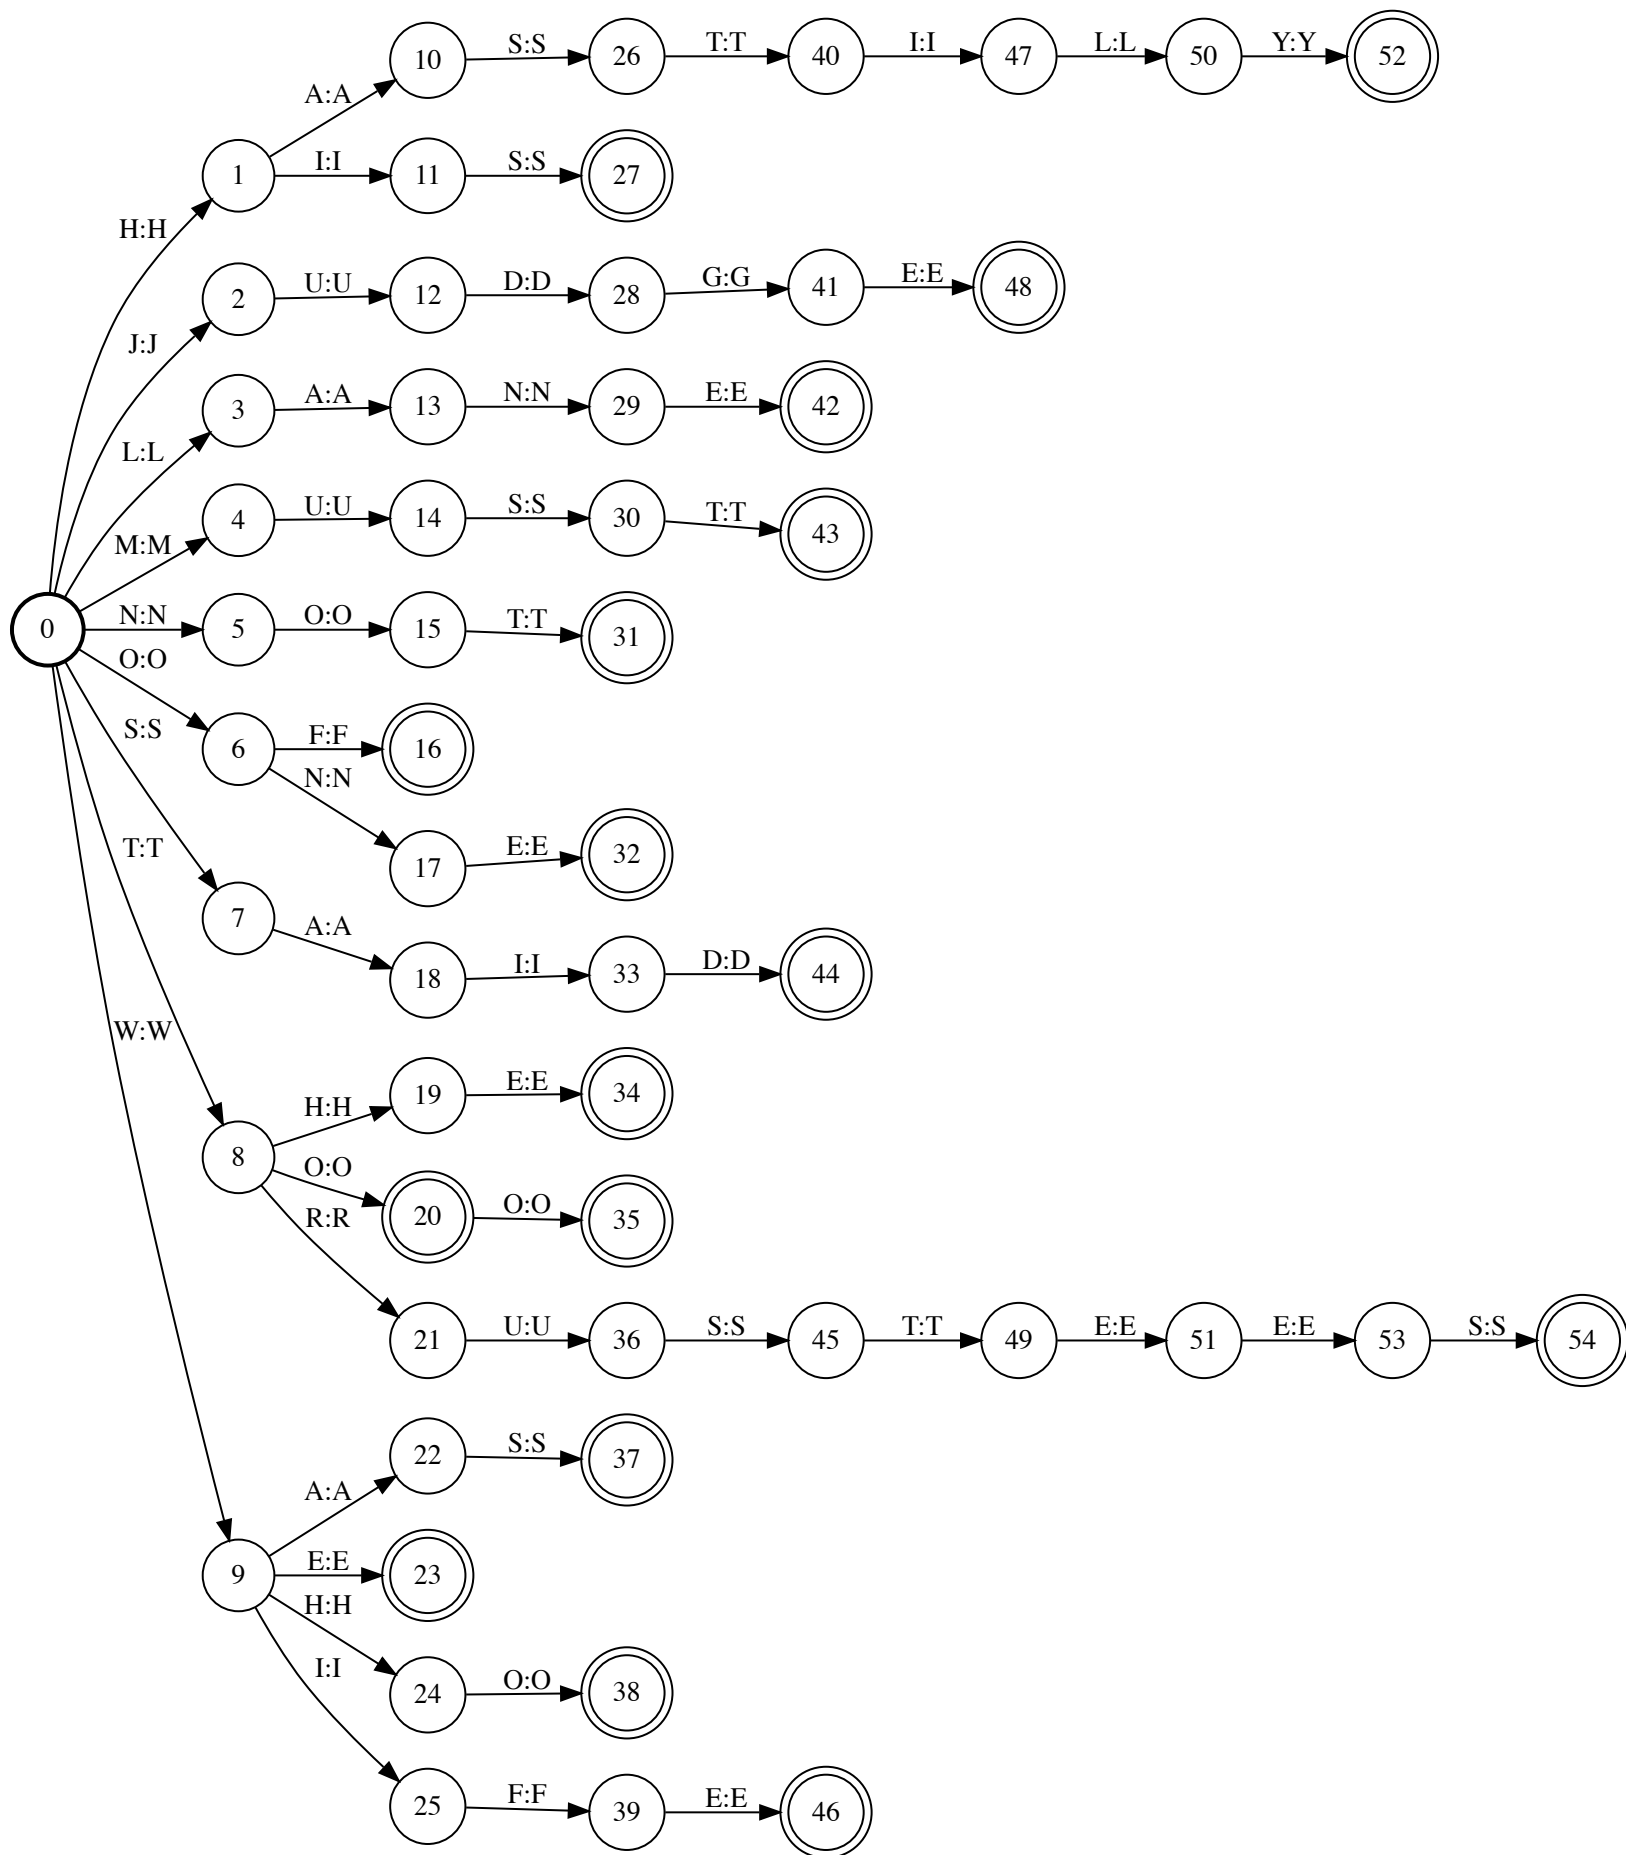 10 S:S 26 T:T 40 I:I 47 L:L 50 Y:Y 52
A:A
1 I:I 11 S:S 27
H:H
2 U:U 12 D:D 28 G:G 41 E:E 48
J:J
3 A:A 13 N:N 29 E:E 42
L:L
4 U:U 14 S:S 30 T:T 43
M:M
0 N:N 5 O:O 15 T:T 31
O:O
S:S 6 F:F 16
N:N
17 E:E 32
T:T
7 A:A 18 I:I 33 D:D 44
W:W
H:H 19 E:E 34
8 O:O 20 O:O 35
R:R
21 U:U 36 S:S 45 T:T 49 E:E 51 E:E 53 S:S 54
22 S:S 37
A:A
9 E:E 23
H:H
I:I 24 O:O 38
25 F:F 39 E:E 46